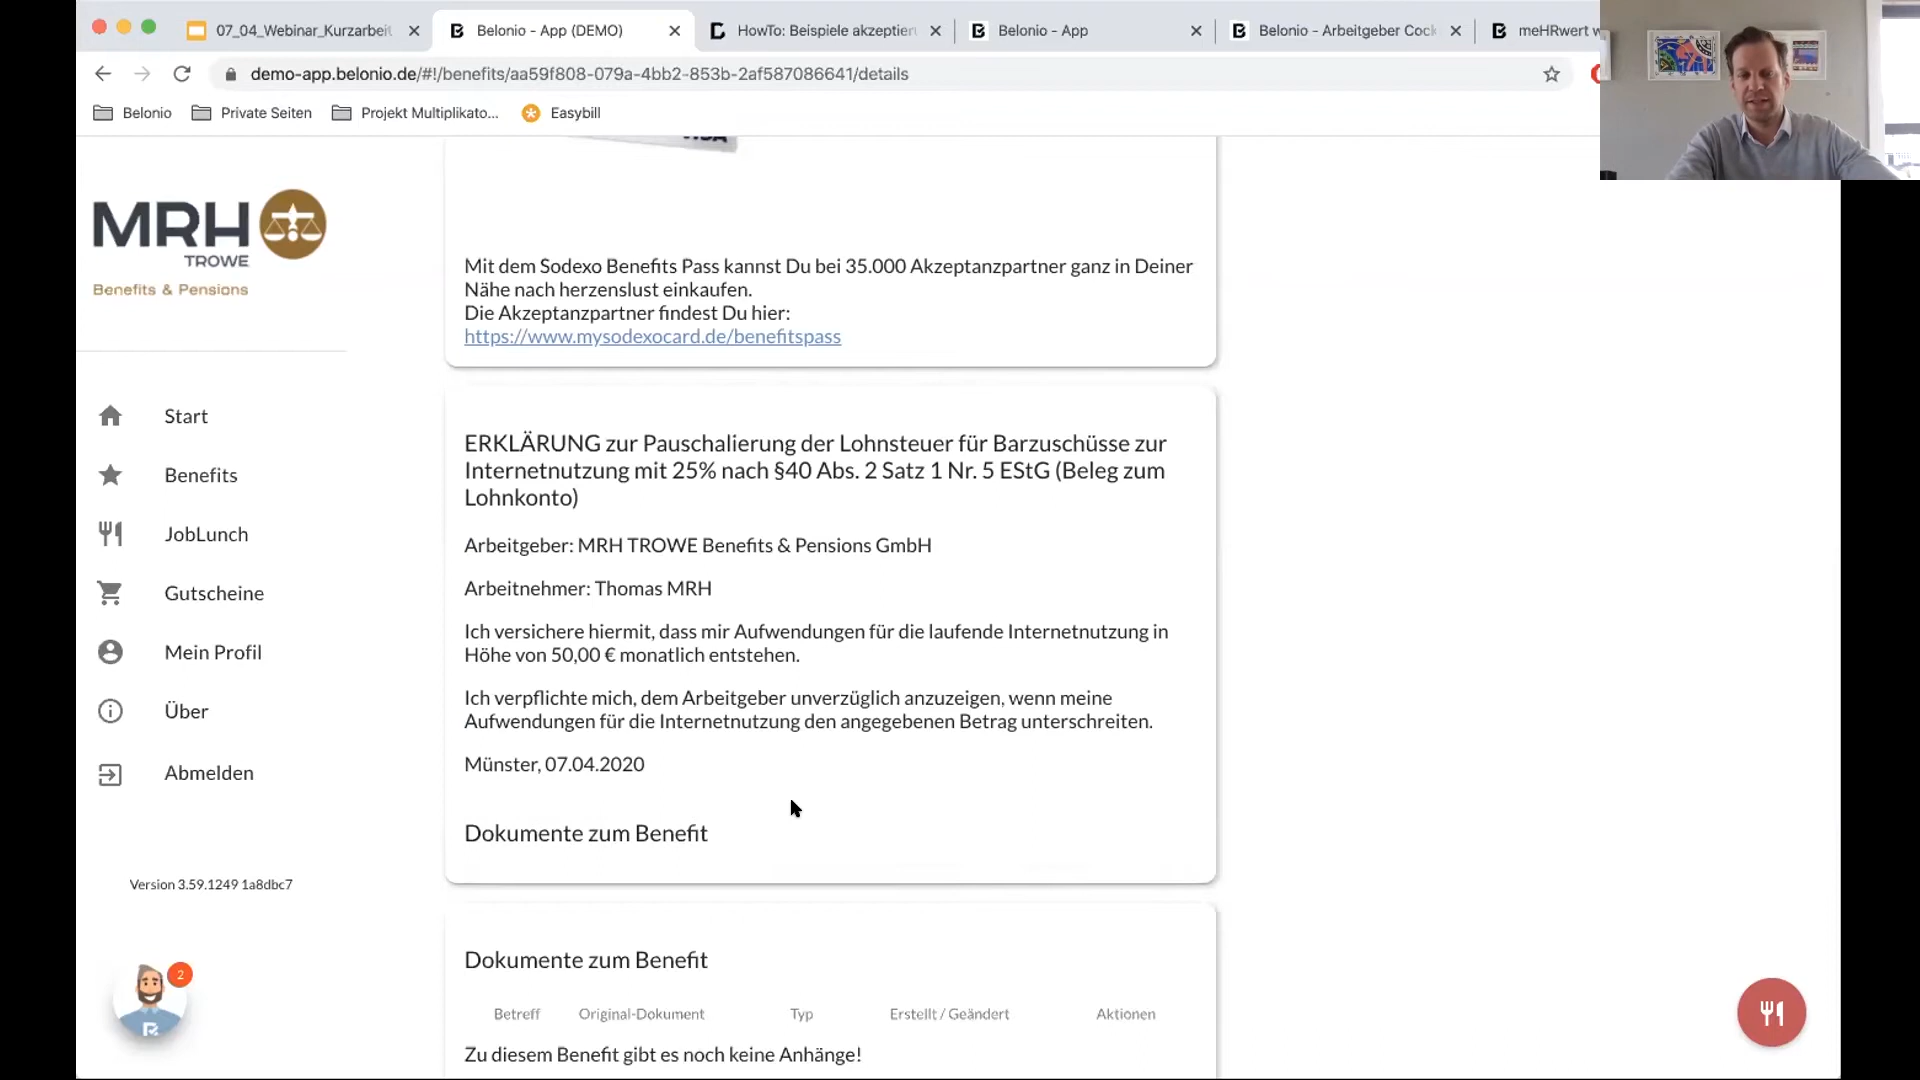 07_04_Webinar_Kurzarbeit
Belonio - App (DEMO)
HowTo: Beispiele akzeptier
Belonio - App
Belonio - Arbeitgeber Cock
meHRwert w
demo-app.belonio.de/#!/benefits/aa59f808-079a-4bb2-853b-2af587086641/details
Belonio
Private Seiten
Projekt Multiplikato...
Easybill
VISA
MRH
TROWE
Benefits & Pensions
Mit dem Sodexo Benefits Pass kannst Du bei 35.000 Akzeptanzpartner ganz in Deiner
Nähe nach herzenslust einkaufen.
Die Akzeptanzpartner findest Du hier:
https://www.mysodexocard.de/benefitspass
Start
Benefits
JobLunch
Gutscheine
Mein Profil
Über
Abmelden
Version 3.59.1249 1a8dbc7
2
ERKLÄRUNG zur Pauschalierung der Lohnsteuer für Barzuschüsse zur
Internetnutzung mit 25% nach §40 Abs. 2 Satz 1 Nr. 5 EStG (Beleg zum
Lohnkonto)
Arbeitgeber: MRH TROWE Benefits & Pensions GmbH
Arbeitnehmer: Thomas MRH
Ich versichere hiermit, dass mir Aufwendungen für die laufende Internetnutzung in
Höhe von 50,00 € monatlich entstehen.
Ich verpflichte mich, dem Arbeitgeber unverzüglich anzuzeigen, wenn meine
Aufwendungen für die Internetnutzung den angegebenen Betrag unterschreiten.
Münster, 07.04.2020
Dokumente zum Benefit
Dokumente zum Benefit
Betreff Original-Dokument Typ Erstellt / Geändert Aktionen
Zu diesem Benefit gibt es noch keine Anhänge!